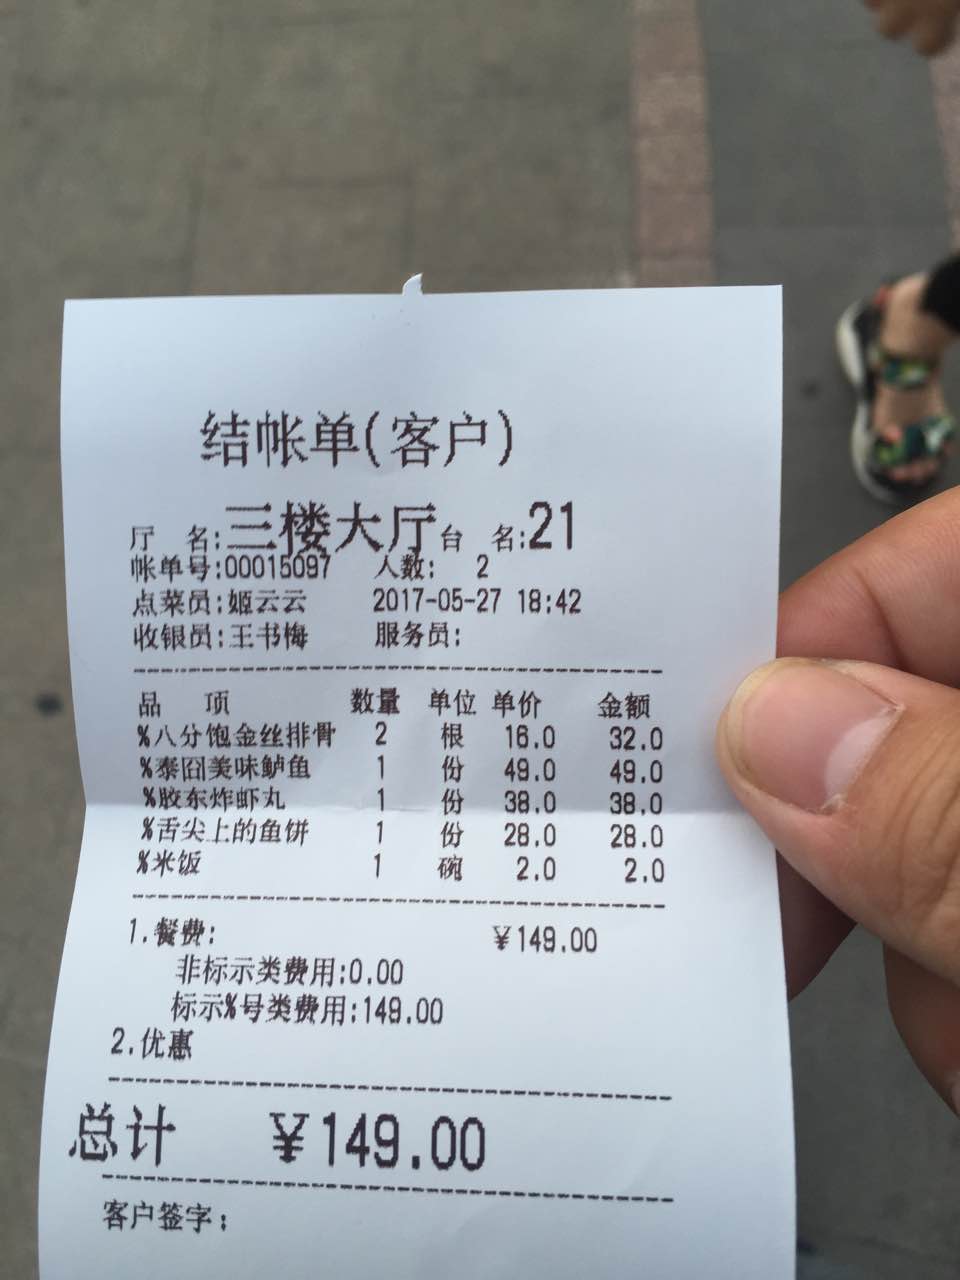 结帐单(客户)
厅 名:三楼大厅台 名:21
帐单号:00015097 人数: 2
点菜员:姬云云 2017-05-27 18:42
收银员:王书梅 服务员:
品 项 数量 单位 单价 金额
%八分饱金丝排骨 2 根 16.0 32.0
%泰囧美味鲈鱼 1 份 49.0 49.0
%胶东炸虾丸 1 份 38.0 38.0
%舌尖上的鱼饼 1 份 28.0 28.0
%米饭 1 碗 2.0 2.0
1.餐费: ¥149.00
非标示类费用:0.00
标示%号类费用:149.00
2.优惠
总计 ¥149.00
客户签字: